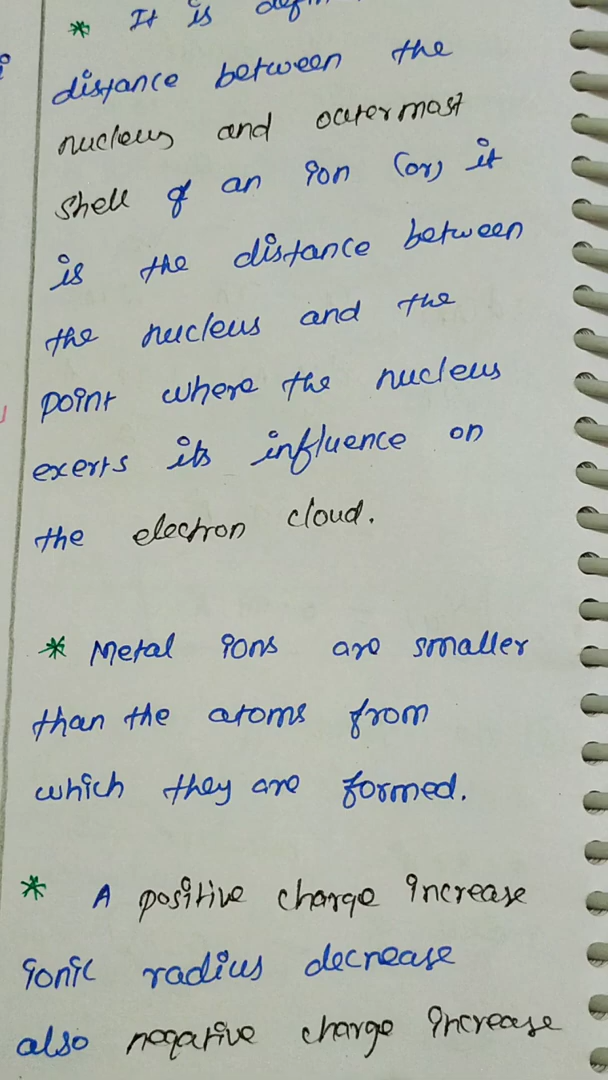 * It is
distance between the
nucleus and outermost
shell of an ion (or) it
is the distance between
the nucleus and the
point where the nucleus
exerts its influence on
the electron cloud.
* Metal ions are smaller
than the atoms from
which they are formed.
* A positive charge increase
ionic radius decrease
also negative charge increase